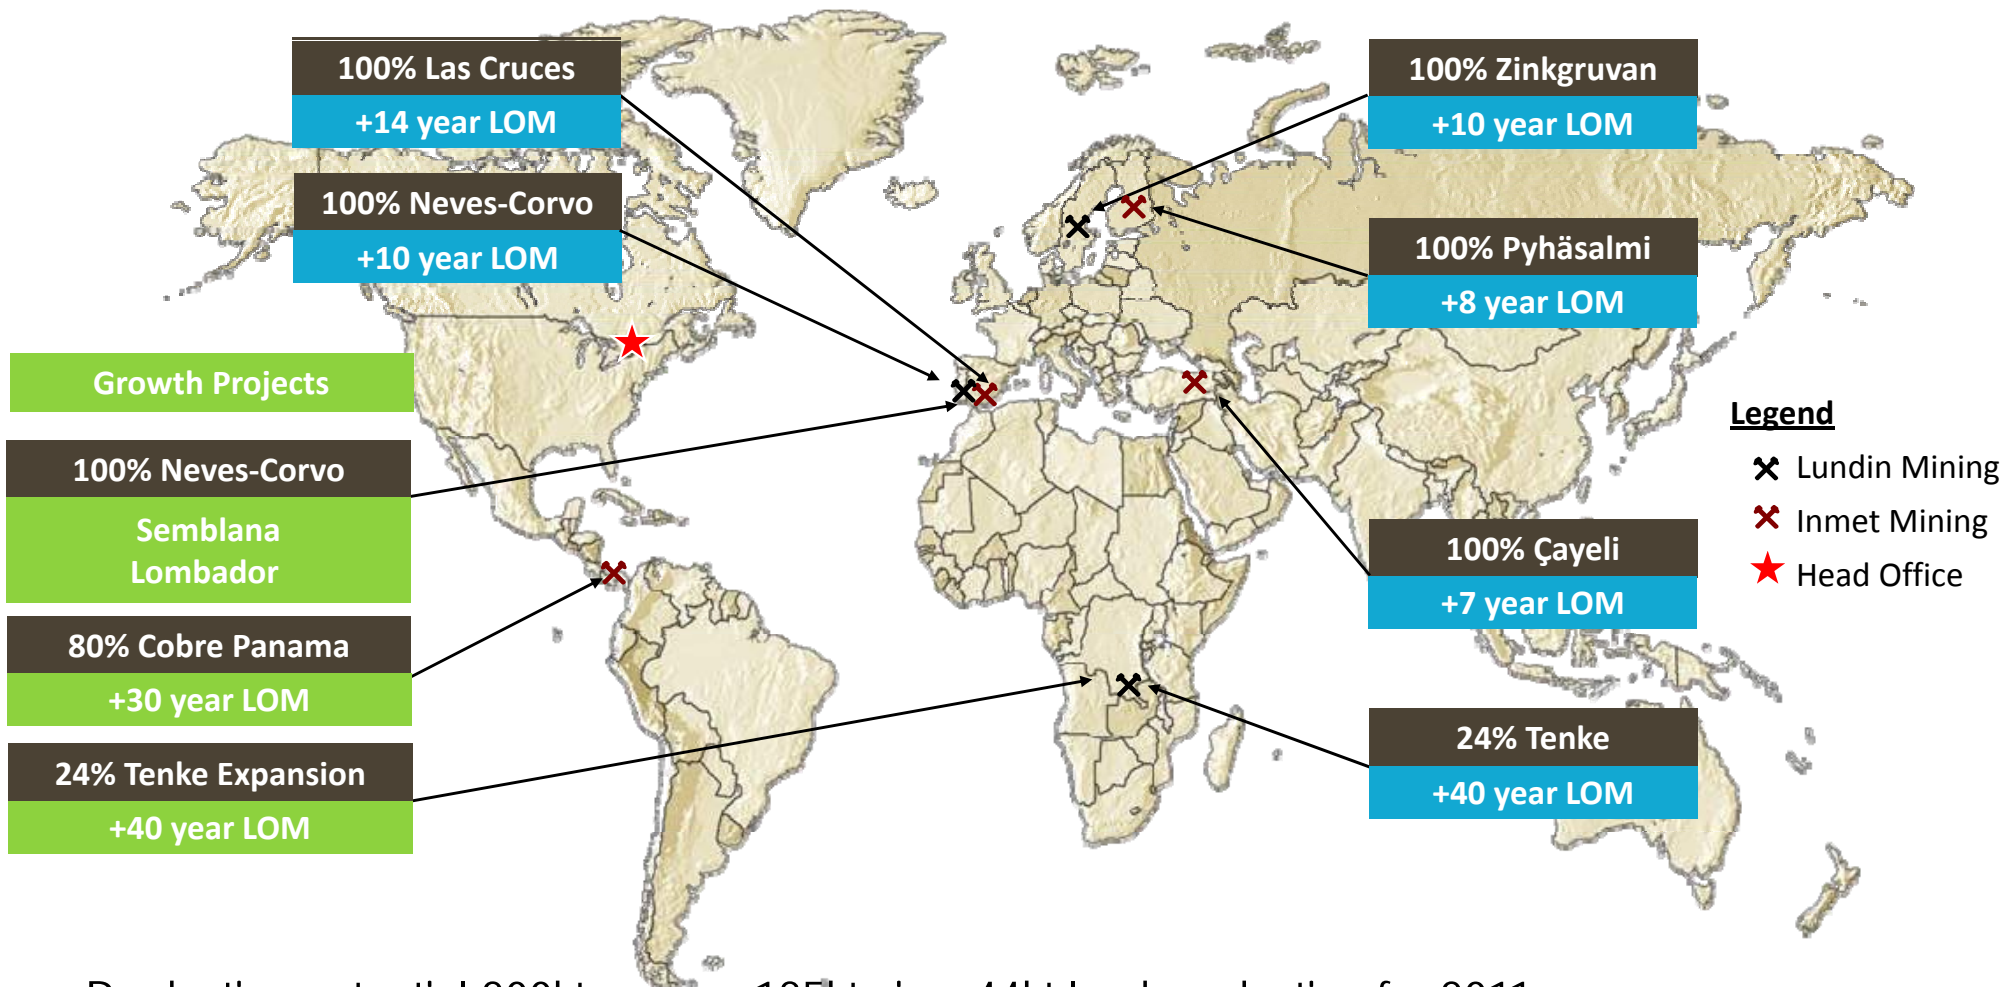 100% Las Cruces
+14 year LOM
100% Neves-Corvo
+10 year LOM
Growth Projects
100% Neves-Corvo
Semblana
Lombador
80% Cobre Panama
+30 year LOM
24% Tenke Expansion
+40 year LOM
100% Zinkgruvan
+10 year LOM
100% Pyhäsalmi
+8 year LOM
100% Çayeli
+7 year LOM
24% Tenke
+40 year LOM
Legend
Lundin Mining
Inmet Mining
Head Office